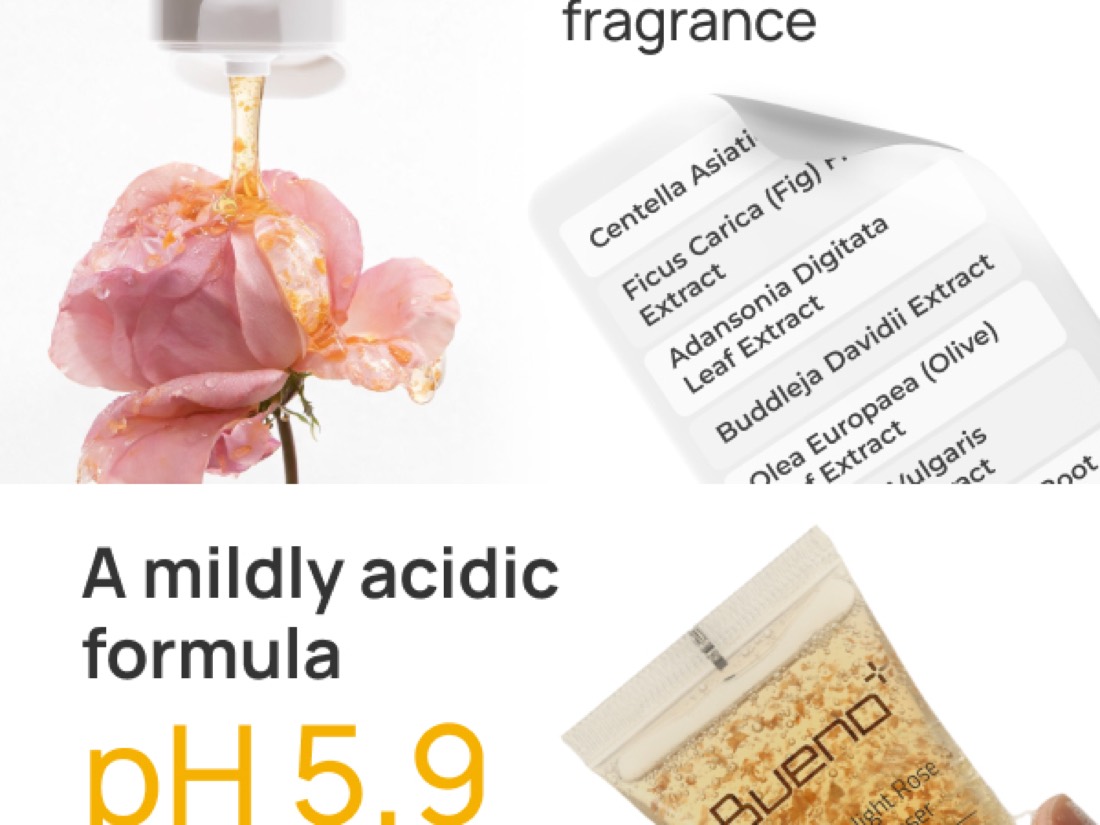 fragrance
Centella
Ficus Carica (Fig)
Extract
Adansonia Digitata
Leaf Extract
Buddleja Davidii Extract
Olea Europaea (Olive)
Extract
A mildly acidic
formula
pH 5.9
Bueno
Rose